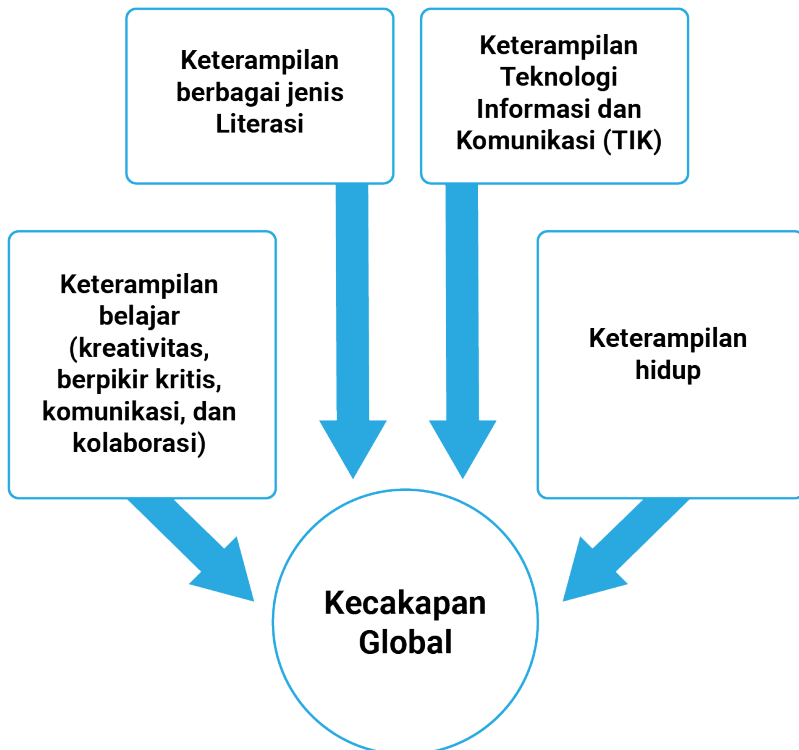 Keterampilan
berbagai jenis
Literasi
Keterampilan
Teknologi
Informasi dan
Komunikasi (TIK)
Keterampilan
belajar
(kreativitas,
berpikir kritis,
komunikasi, dan
kolaborasi)
Keterampilan
hidup
Kecakapan
Global